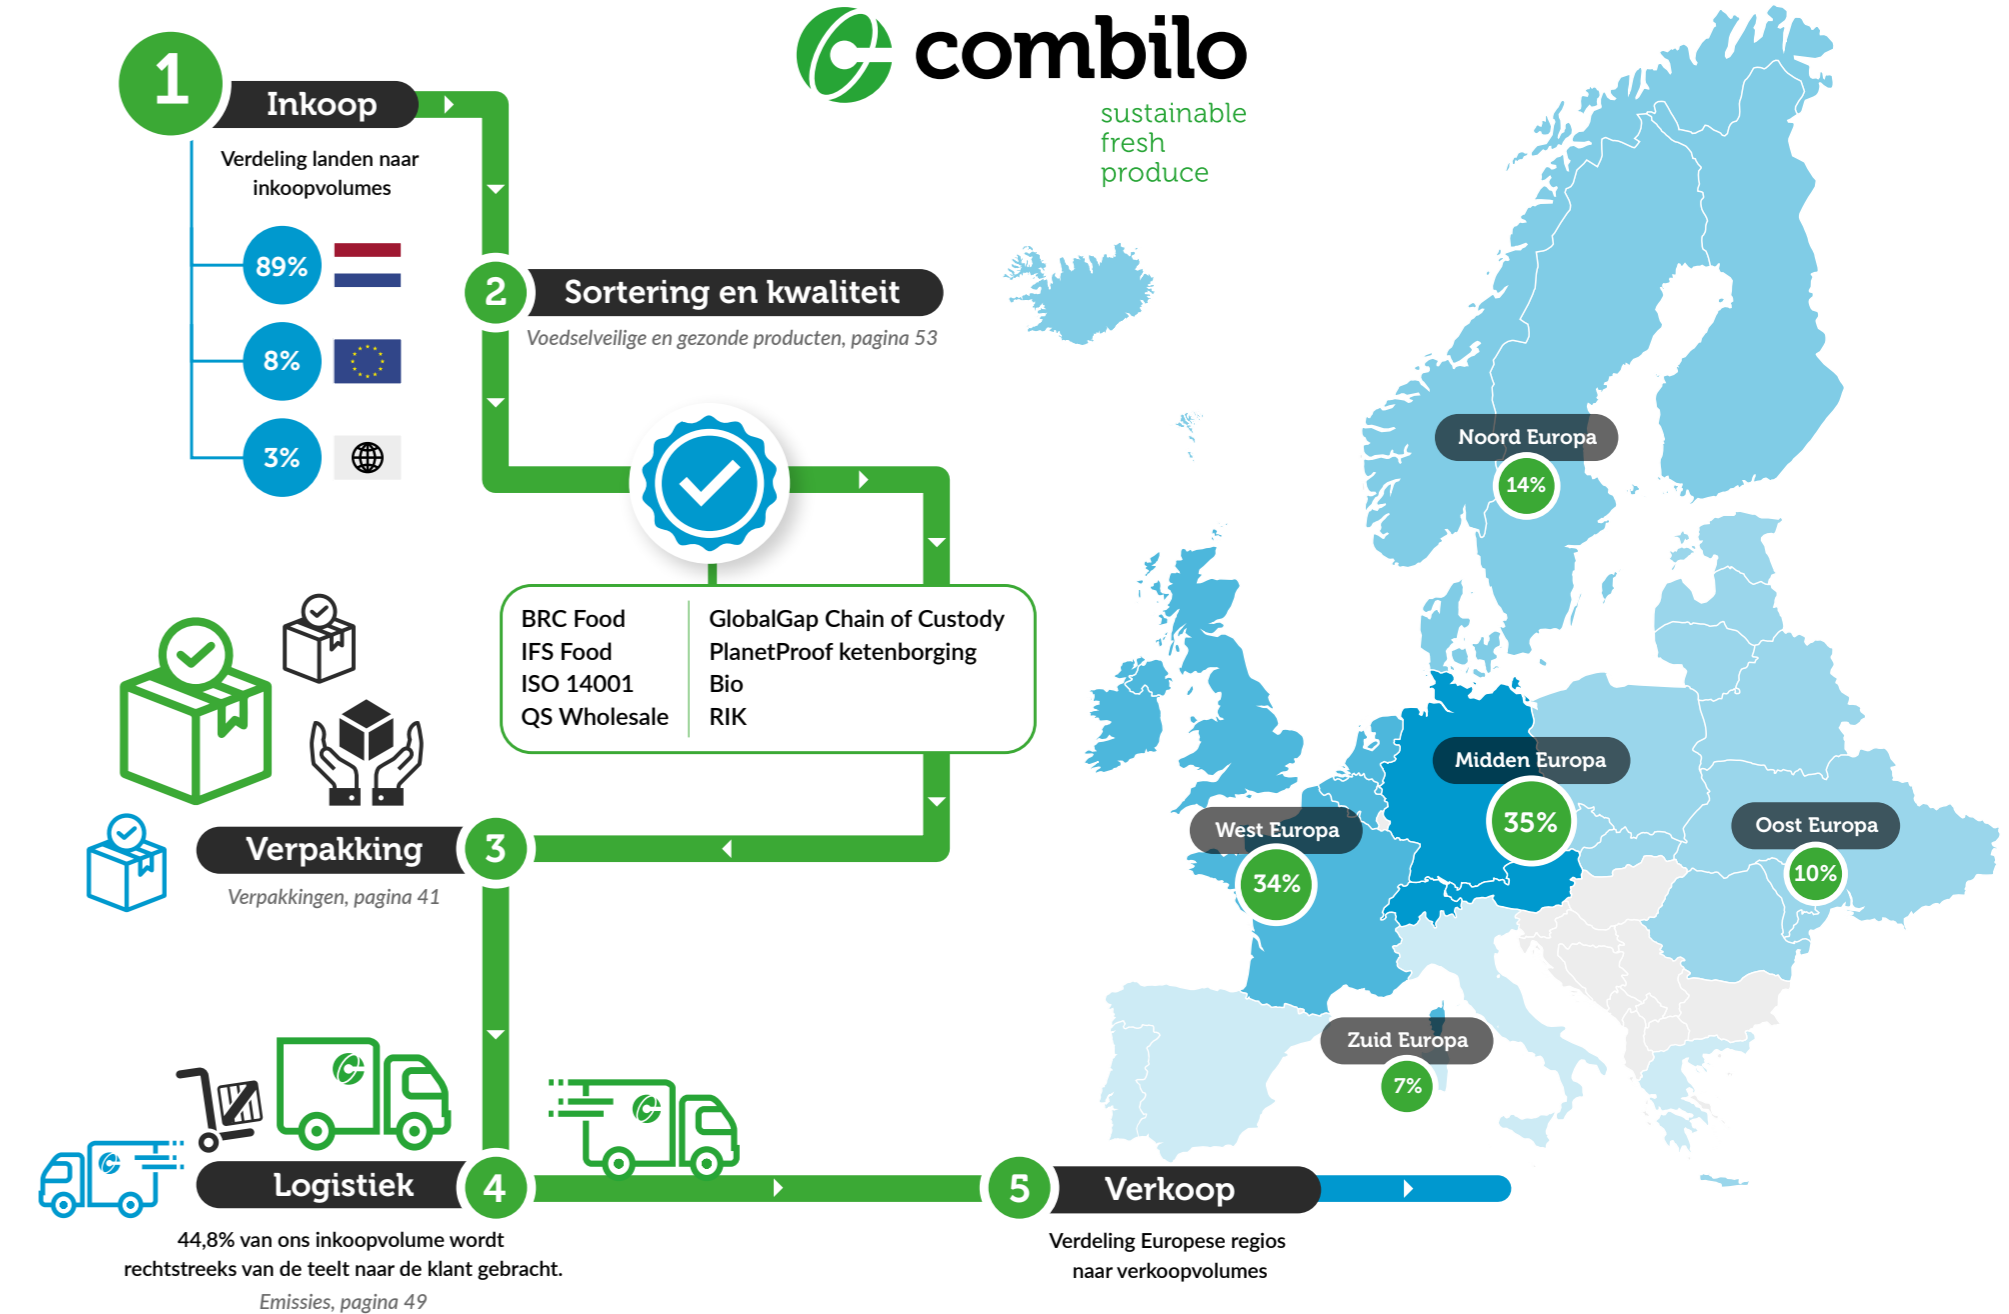 combilo
sustainable
fresh
produce
1
Inkoop
Verdeling landen naar
inkoopvolumes
89%
8%
3%
2
Sortering en kwaliteit
Voedselveilige en gezonde producten, pagina 53
BRC Food
IFS Food
ISO 14001
QS Wholesale
GlobalGap Chain of Custody
PlanetProof ketenborging
Bio
RIK
Verpakking
3
Verpakkingen, pagina 41
Logistiek
4
44,8% van ons inkoopvolume wordt
rechtstreeks van de teelt naar de klant gebracht.
Emissies, pagina 49
5
Verkoop
Verdeling Europese regios
naar verkoopvolumes
Noord Europa
14%
Midden Europa
35%
West Europa
34%
Oost Europa
10%
Zuid Europa
7%